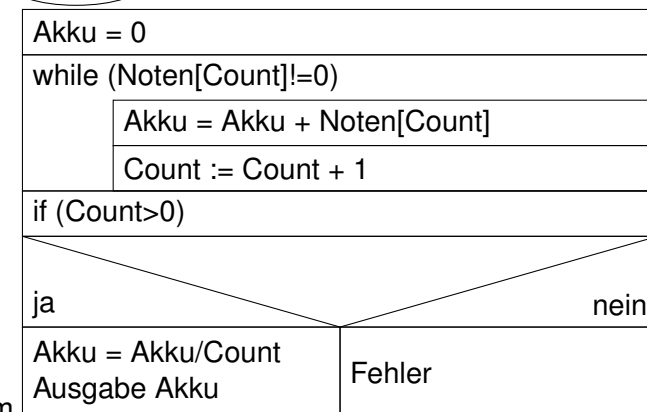 Akku = 0
while (Noten[Count]!=0)
Akku = Akku + Noten[Count]
Count := Count + 1
if (Count>0)
ja
nein
Akku = Akku/Count
Ausgabe Akku
Fehler